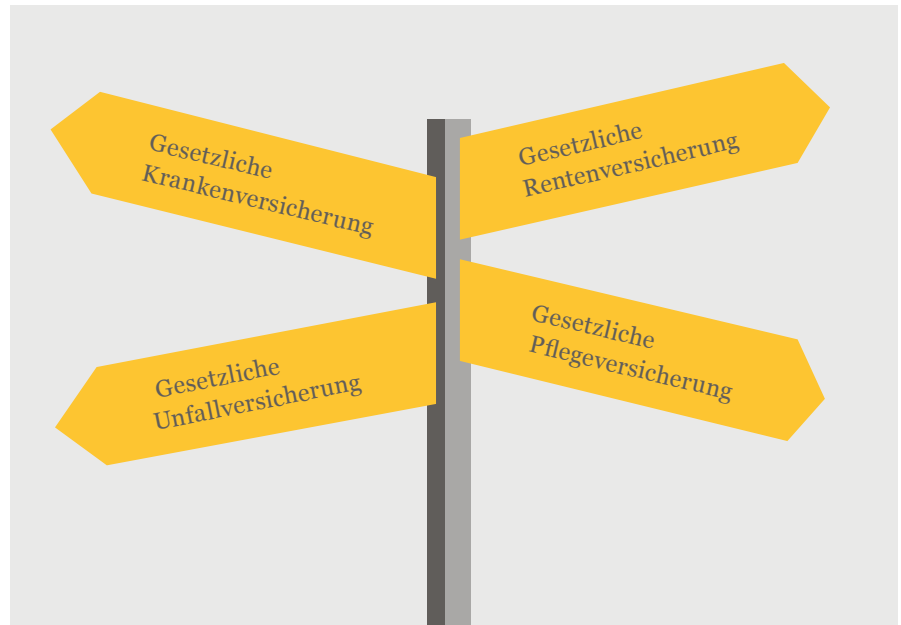 Gesetzliche
Krankenversicherung
Gesetzliche
Rentenversicherung
Gesetzliche
Unfallversicherung
Gesetzliche
Pflegeversicherung